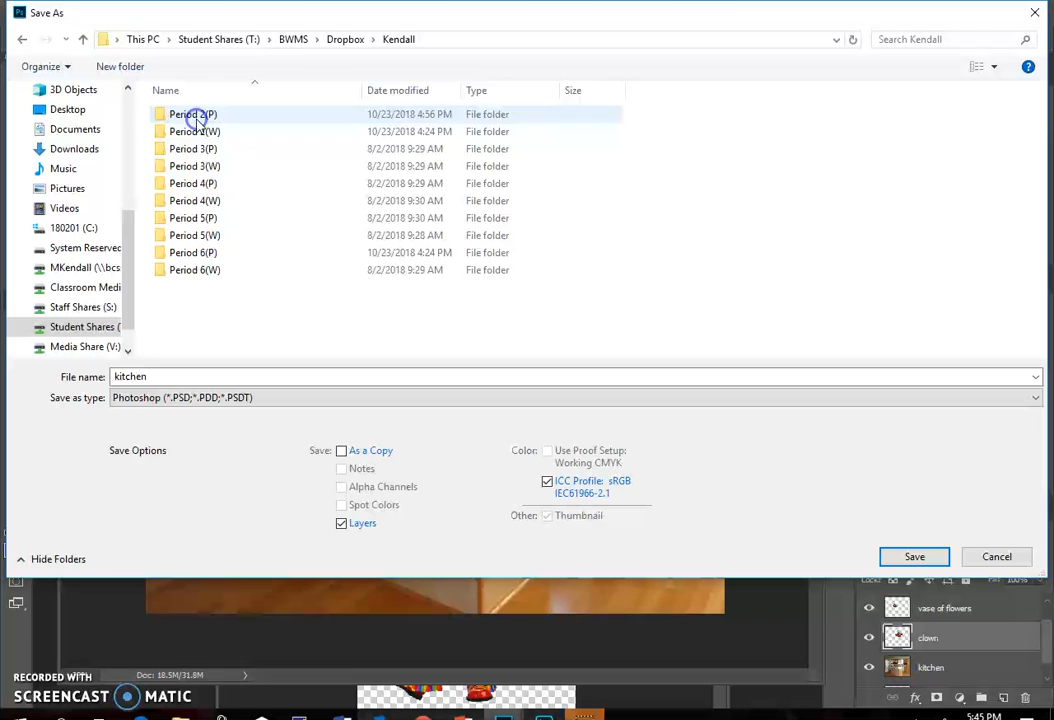 Save As
This PC > Student Shares (T:) > BWMS > Dropbox > Kendall
Search Kendall
Organize
New folder
Name
Date modified
Type
Size
3D Objects
Desktop
Documents
Downloads
Music
Pictures
Videos
180201 (C:)
System Reserved
MKendall (\\bcs
Classroom Medi
Staff Shares (S:)
Student Shares (
Media Share (V:)
Period 2(P) 10/23/2018 4:56 PM File folder
Period (W) 10/23/2018 4:24 PM File folder
Period 3(P) 8/2/2018 9:29 AM File folder
Period 3(W) 8/2/2018 9:29 AM File folder
Period 4(P) 8/2/2018 9:29 AM File folder
Period 4(W) 8/2/2018 9:30 AM File folder
Period 5(P) 8/2/2018 9:30 AM File folder
Period 5(W) 8/2/2018 9:28 AM File folder
Period 6(P) 10/23/2018 4:24 PM File folder
Period 6(W) 8/2/2018 9:29 AM File folder
File name: kitchen
Save as type: Photoshop (*.PSD;*.PDD;*.PSDT)
Save Options
Save: As a Copy
Notes
Alpha Channels
Spot Colors
Layers
Color: Use Proof Setup:
Working CMYK
ICC Profile: sRGB
IEC61966-2.1
Other: Thumbnail
Hide Folders
Save
Cancel
100%
vase of flowers
clown
kitchen
Doc: 18.5M/31.8M
RECORDED WITH
SCREENCAST MATIC
fx
5:45 PM